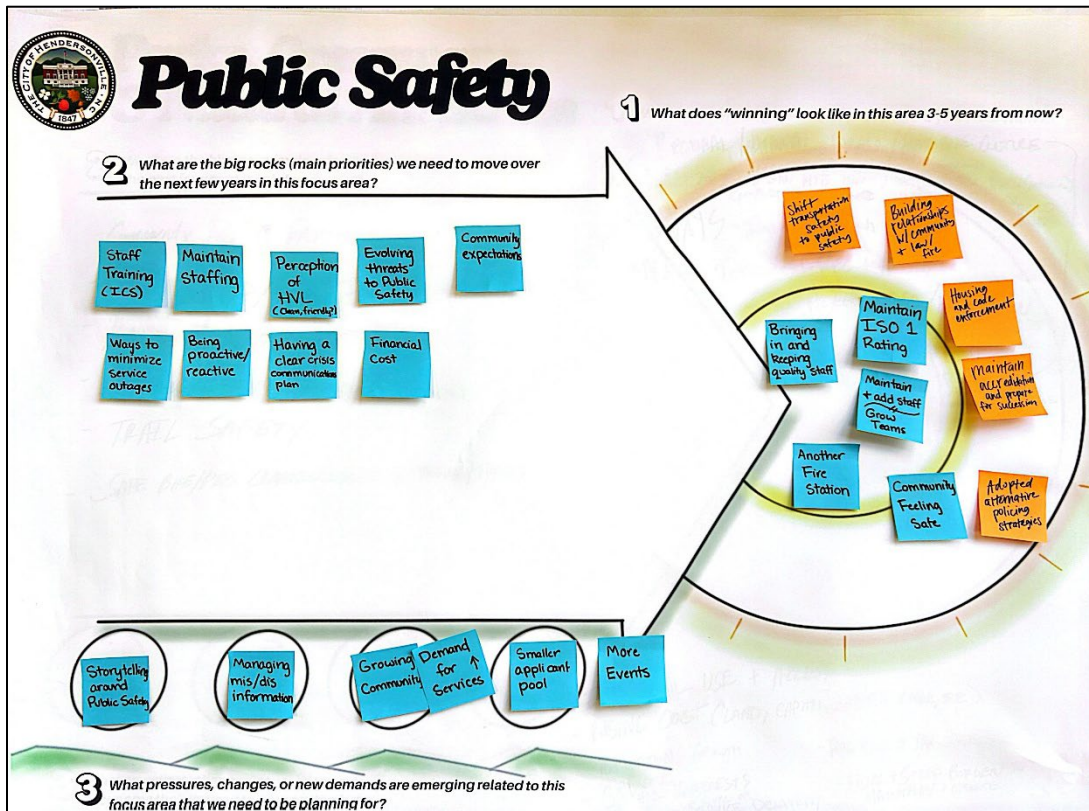 THE CITY OF HENDERSONVILLE, N.C.
1847
Public Safety
1 What does "winning" look like in this area 3-5 years from now?
2 What are the big rocks (main priorities) we need to move over
the next few years in this focus area?
Staff
Training
(ICS)
Maintain
Staffing
Perception
of
HVL
(Clean, friendly?)
Evolving
threats
to Public
Safety
Community
expectations
Ways to
minimize
service
outages
Being
proactive/
reactive
Having a
clear crisis
communications
plan
Financial
Cost
Shift
transportation
safety
to public
safety
Building
relationships
w/community
+ law/
fire
Housing
and code
enforcement
Maintain
accreditation
and prepare
for succession
Adopted
alternative
policing
strategies
Bringing
in and
keeping
quality staff
Maintain
ISO 1
Rating
Maintain
+ add staff
Grow
Teams
Another
Fire
Station
Community
Feeling
Safe
Storytelling
around
Public Safety
Managing
mis/dis
information
Growing
Community
Demand
for ↑
Services
Smaller
applicant
pool
More
Events
3 What pressures, changes, or new demands are emerging related to this
focus area that we need to be planning for?